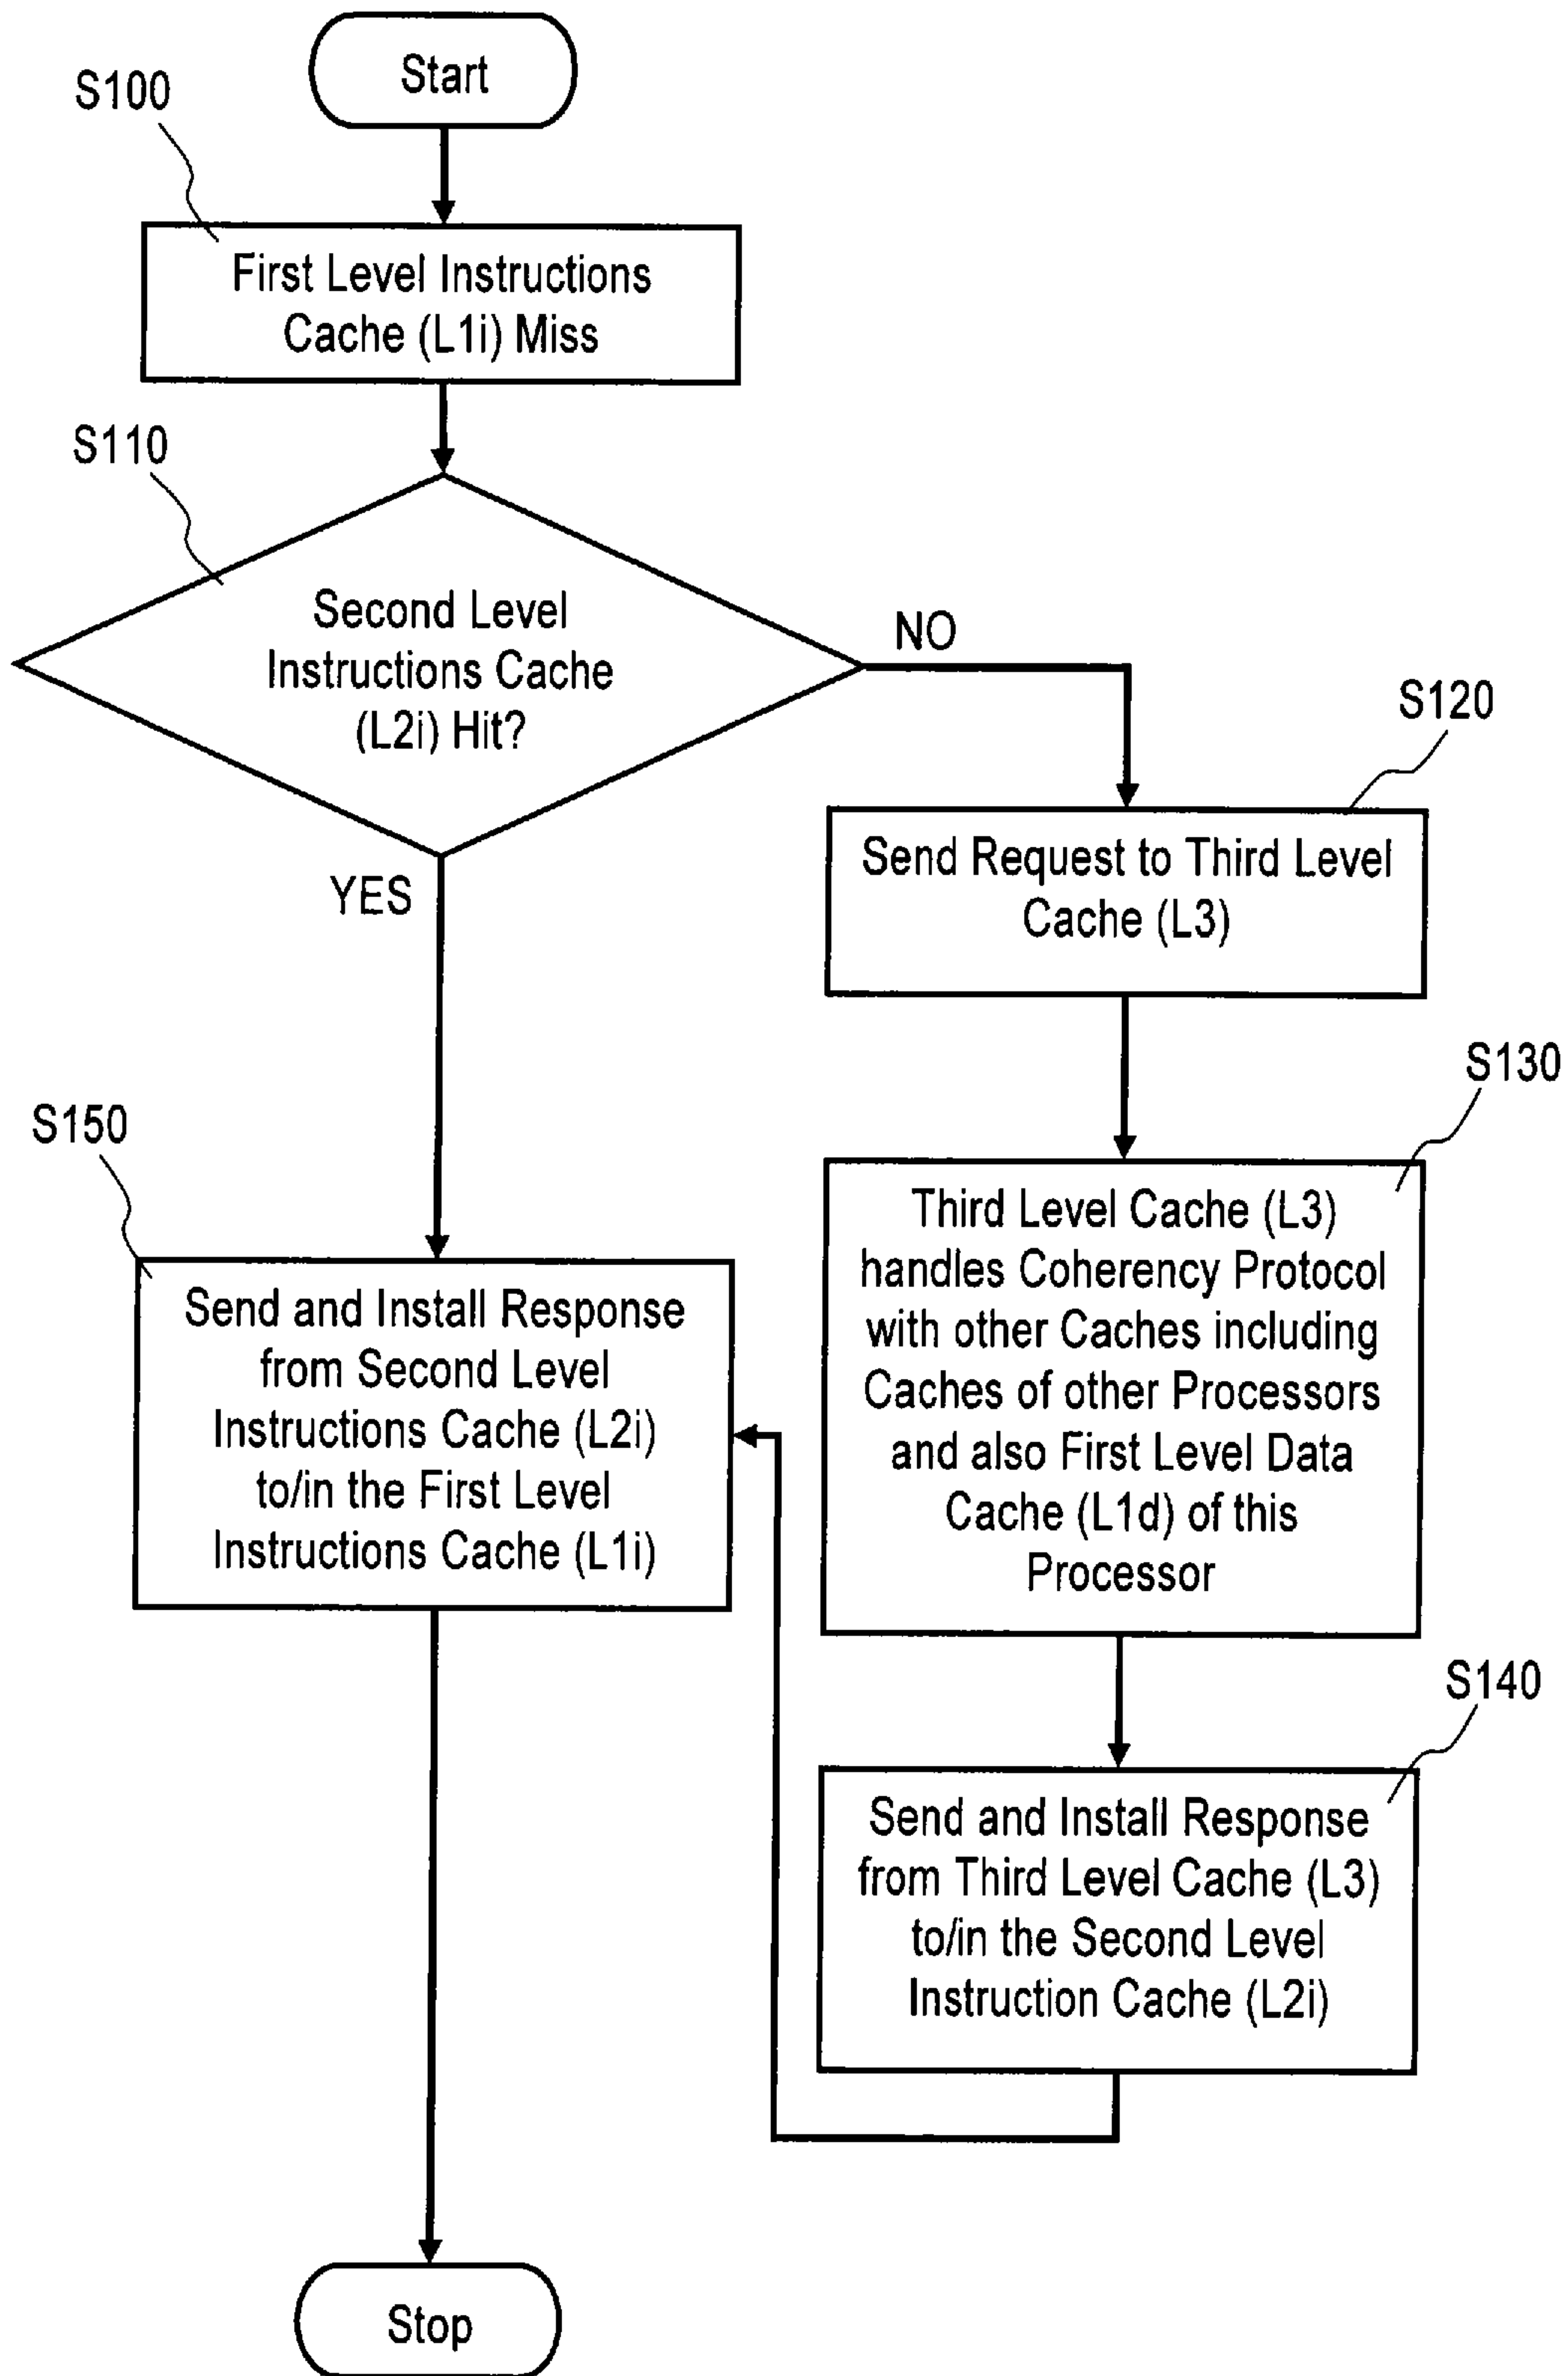 Start
S100
First Level Instructions
Cache (L1i) Miss
S110
Second Level
Instructions Cache
(L2i) Hit?
NO
YES
S120
Send Request to Third Level
Cache (L3)
S130
Third Level Cache (L3)
handles Coherency Protocol
with other Caches including
Caches of other Processors
and also First Level Data
Cache (L1d) of this
Processor
S140
Send and Install Response
from Third Level Cache (L3)
to/in the Second Level
Instruction Cache (L2i)
S150
Send and Install Response
from Second Level
Instructions Cache (L2i)
to/in the First Level
Instructions Cache (L1i)
Stop